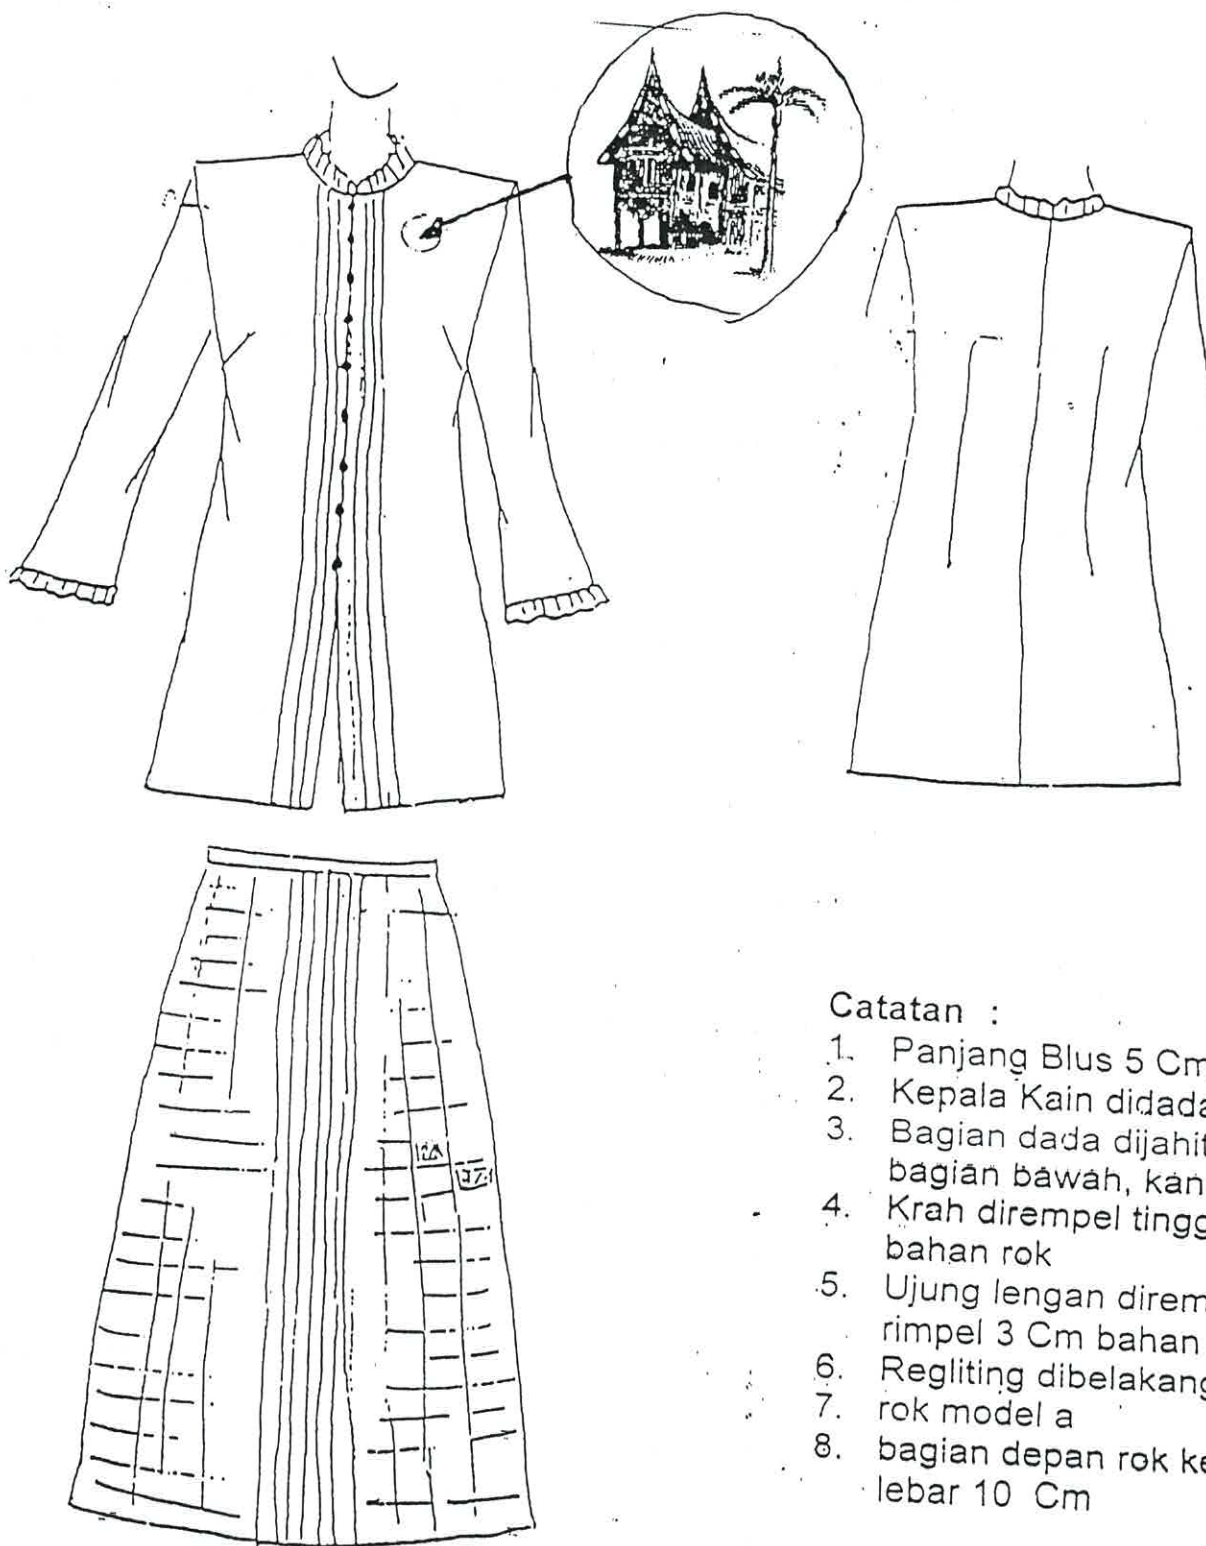 Catatan :
1. Panjang Blus 5 Cm
2. Kepala Kain didada
3. Bagian dada dijahit
bagian bawah, kan
4. Krah dirempel tingg
bahan rok
5. Ujung lengan direm
rimpel 3 Cm bahan
6. Regliting dibelakang
7. rok model a
8. bagian depan rok ke
lebar 10 Cm